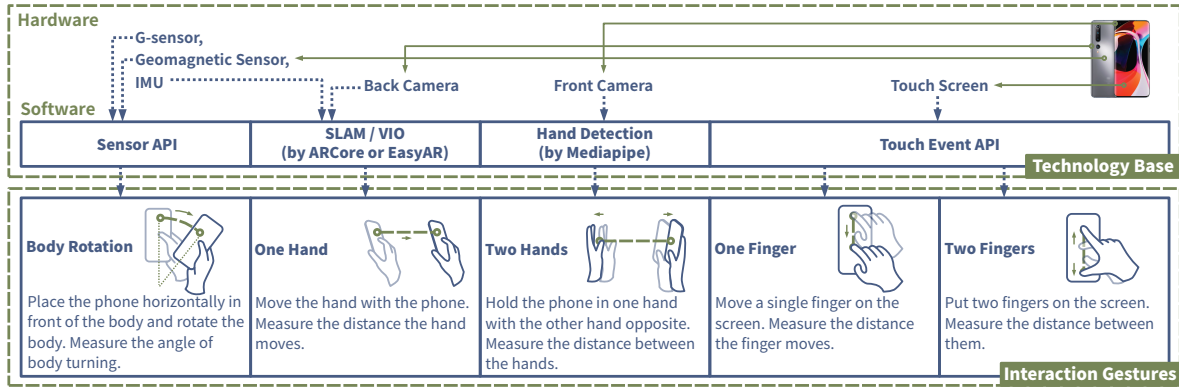 Hardware
G-sensor,
Geomagnetic Sensor,
IMU
Back Camera
Front Camera
Touch Screen
Software
Sensor API
SLAM / VIO
(by ARCore or EasyAR)
Hand Detection
(by Mediapipe)
Touch Event API
Technology Base
Body Rotation
Place the phone horizontally in
front of the body and rotate the
body. Measure the angle of
body turning.
One Hand
Move the hand with the phone.
Measure the distance the hand
moves.
Two Hands
Hold the phone in one hand
with the other hand opposite.
Measure the distance between
the hands.
One Finger
Move a single finger on the
screen. Measure the distance
the finger moves.
Two Fingers
Put two fingers on the screen.
Measure the distance between
them.
Interaction Gestures